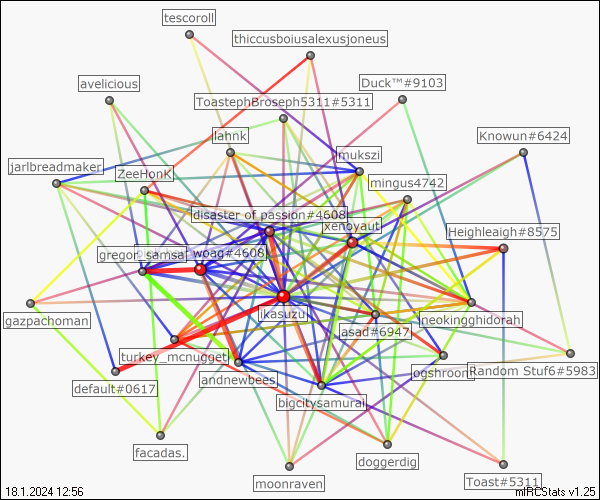 tescoroll
thiccusboiusalexusjoneus
avelicious
Duck™#9103
ToastephBroseph5311#5311
lahnk
Knowun#6424
mukszi
jarlbreadmaker
ZeeHonK
mingus4742
disaster of passion#4608
xenoyaut
Heighleaigh#8575
gregor_samsa
woag#4608
ikasuzu
neokingghidorah
gazpachoman
asad#6947
turkey_mcnugget
pgshroom
Random Stuf6#5983
default#0617
andnewbees
bigcitysamurai
facadas.
doggerdig
moonraven
Toast#5311
18.1.2024 12:56
mIRCStats v1.25